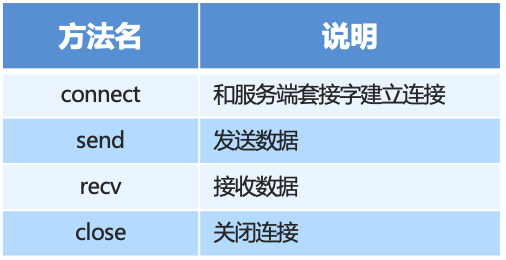 方法名 说明
connect 和服务端套接字建立连接
send 发送数据
recv 接收数据
close 关闭连接